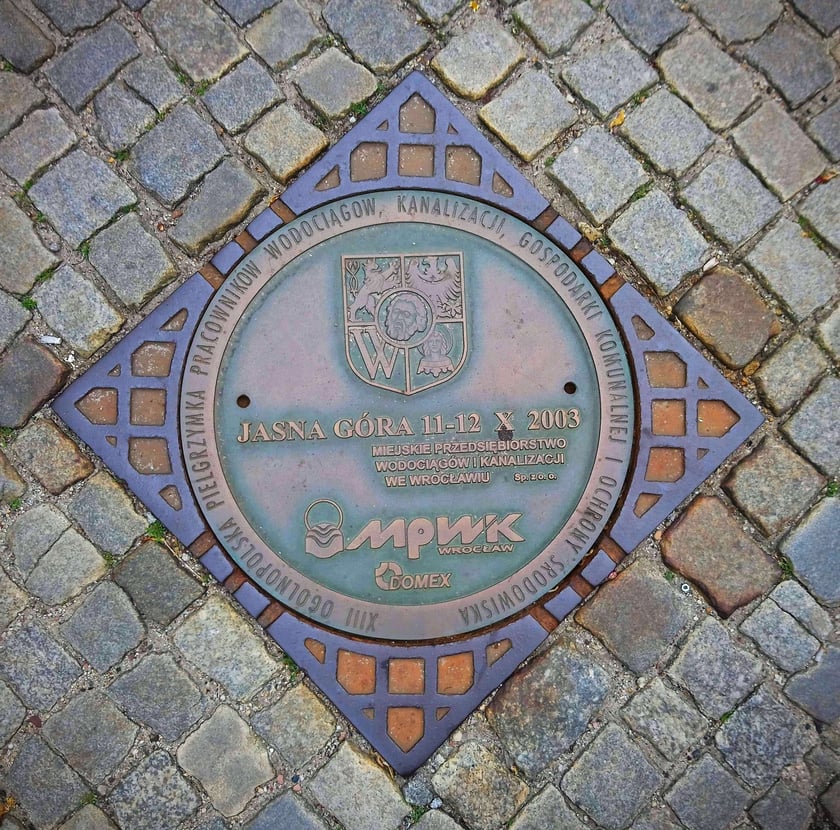 XIII OGÓLNOPOLSKA PIELGRZYMKA PRACOWNIKÓW WODOCIĄGÓW, KANALIZACJI, GOSPODARKI KOMUNALNEJ I OCHRONY ŚRODOWISKA
W
JASNA GÓRA 11-12 X 2003
MIEJSKIE PRZEDSIĘBIORSTWO
WODOCIĄGÓW I KANALIZACJI
WE WROCŁAWIU Sp. z o. o.
MPWiK
WROCŁAW
DOMEX